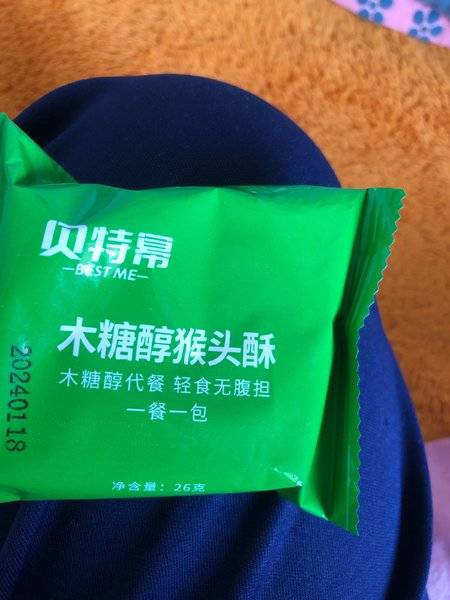 贝特幂
—BEST ME—
木糖醇猴头酥
木糖醇代餐 轻食无腹担
一餐一包
净含量：26克
20240118